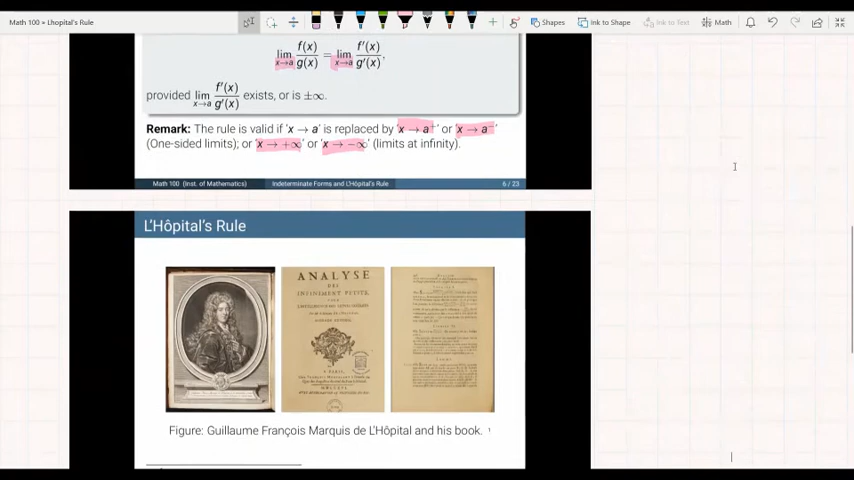 Math 100 » Lhopital's Rule
Shapes
Ink to Shape
Ink to Text
Math
lim x→a f(x)/g(x) = lim x→a f′(x)/g′(x),
provided lim x→a f′(x)/g′(x) exists, or is ±∞.
Remark: The rule is valid if 'x → a' is replaced by 'x → a⁺' or 'x → a⁻'
(One-sided limits); or 'x → +∞' or 'x → −∞' (limits at infinity).
Math 100 (Inst. of Mathematics) Indeterminate Forms and L'Hôpital's Rule 6 / 23
L'Hôpital's Rule
ANALYSE
DES
INFINIMENT PETITS,
Figure: Guillaume François Marquis de L'Hôpital and his book. ¹